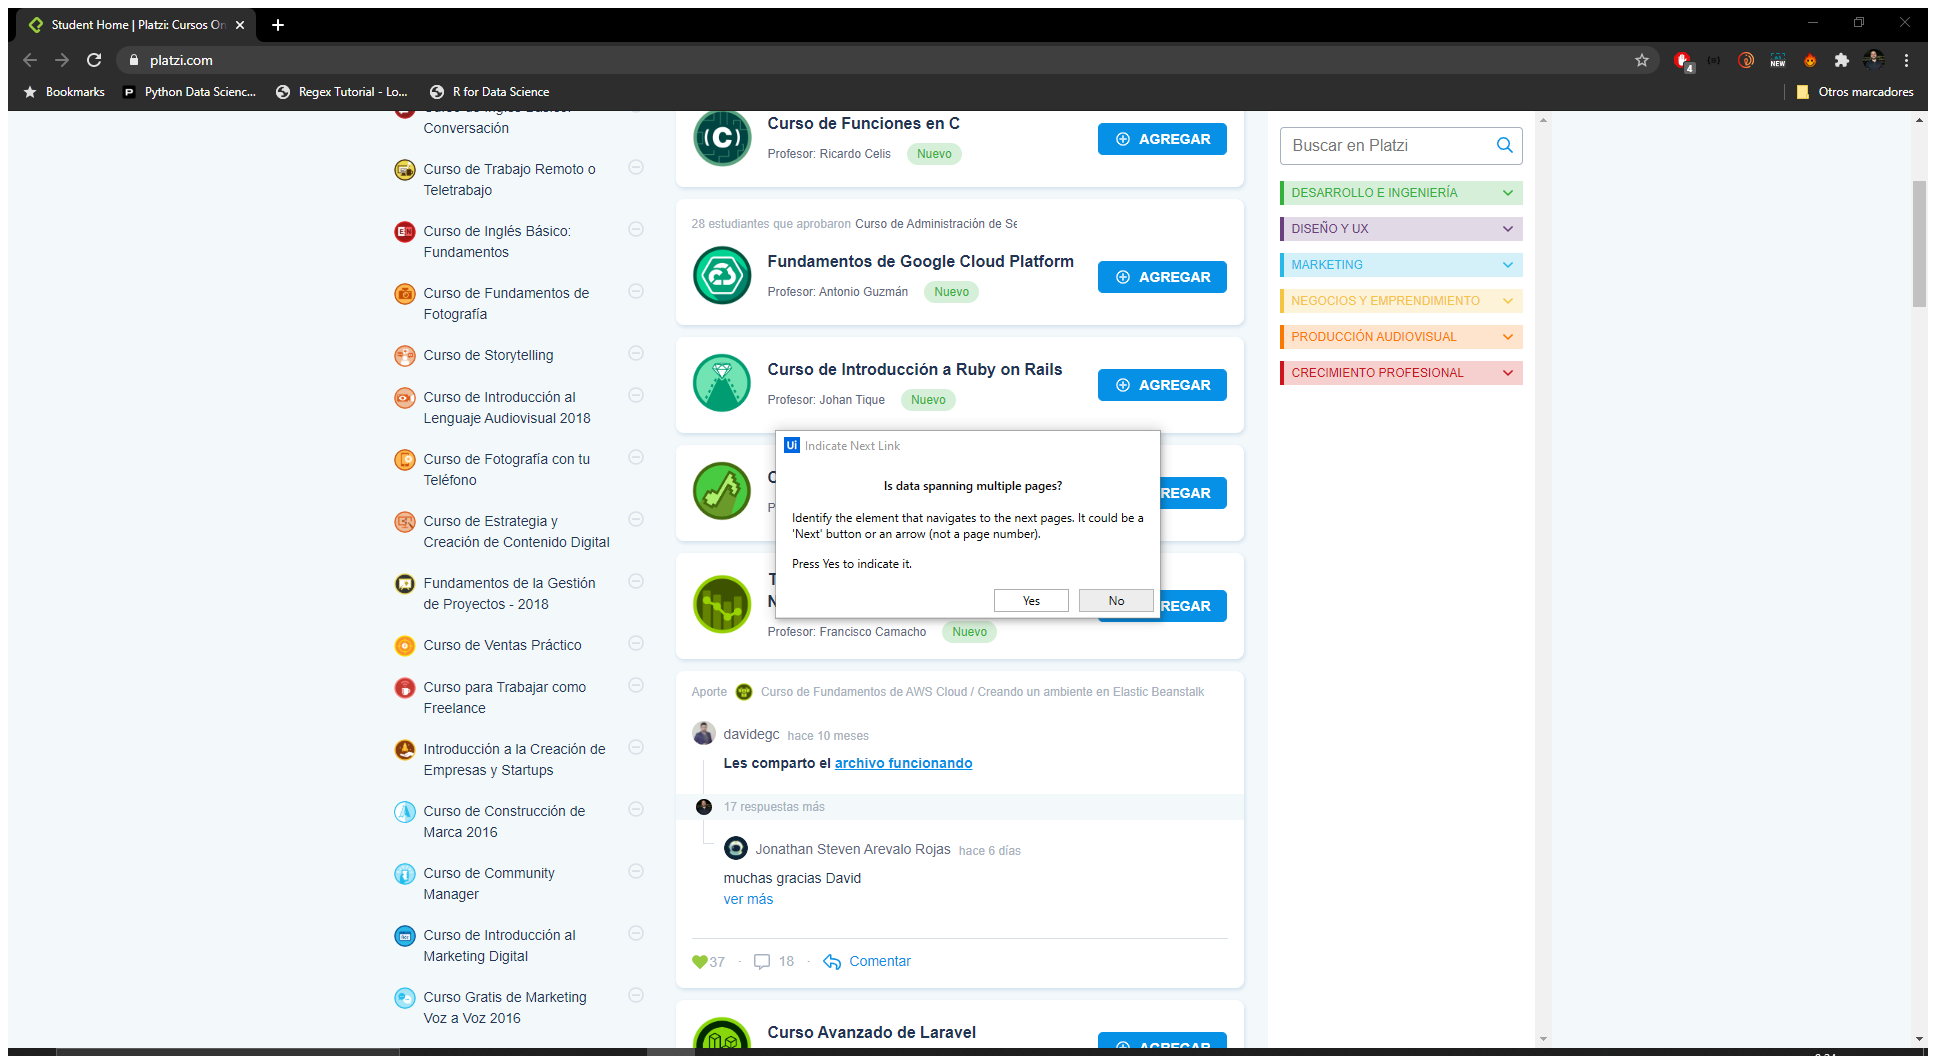 Student Home | Platzi: Cursos On
platzi.com
4
NEW
Bookmarks
Python Data Scienc...
Regex Tutorial - Lo...
R for Data Science
Otros marcadores
Curso de Inglés Básico:
Conversación
Curso de Trabajo Remoto o
Teletrabajo
EN
Curso de Inglés Básico:
Fundamentos
Curso de Fundamentos de
Fotografía
Curso de Storytelling
Curso de Introducción al
Lenguaje Audiovisual 2018
Curso de Fotografía con tu
Teléfono
Curso de Estrategia y
Creación de Contenido Digital
Fundamentos de la Gestión
de Proyectos - 2018
Curso de Ventas Práctico
Curso para Trabajar como
Freelance
Introducción a la Creación de
Empresas y Startups
Curso de Construcción de
Marca 2016
Curso de Community
Manager
Curso de Introducción al
Marketing Digital
Curso Gratis de Marketing
Voz a Voz 2016
(C)
Curso de Funciones en C
Profesor: Ricardo Celis
Nuevo
AGREGAR
28 estudiantes que aprobaron Curso de Administración de Se
Fundamentos de Google Cloud Platform
Profesor: Antonio Guzmán
Nuevo
AGREGAR
Curso de Introducción a Ruby on Rails
Profesor: Johan Tique
Nuevo
AGREGAR
C
P
REGAR
Ui Indicate Next Link
Is data spanning multiple pages?
Identify the element that navigates to the next pages. It could be a
'Next' button or an arrow (not a page number).
Press Yes to indicate it.
Yes
No
T
N
REGAR
Profesor: Francisco Camacho
Nuevo
Aporte
Curso de Fundamentos de AWS Cloud / Creando un ambiente en Elastic Beanstalk
davidegc hace 10 meses
Les comparto el archivo funcionando
17 respuestas más
Jonathan Steven Arevalo Rojas hace 6 días
muchas gracias David
ver más
37 · 18 · Comentar
Curso Avanzado de Laravel
AGREGAR
Buscar en Platzi
DESARROLLO E INGENIERÍA
DISEÑO Y UX
MARKETING
NEGOCIOS Y EMPRENDIMIENTO
PRODUCCIÓN AUDIOVISUAL
CRECIMIENTO PROFESIONAL